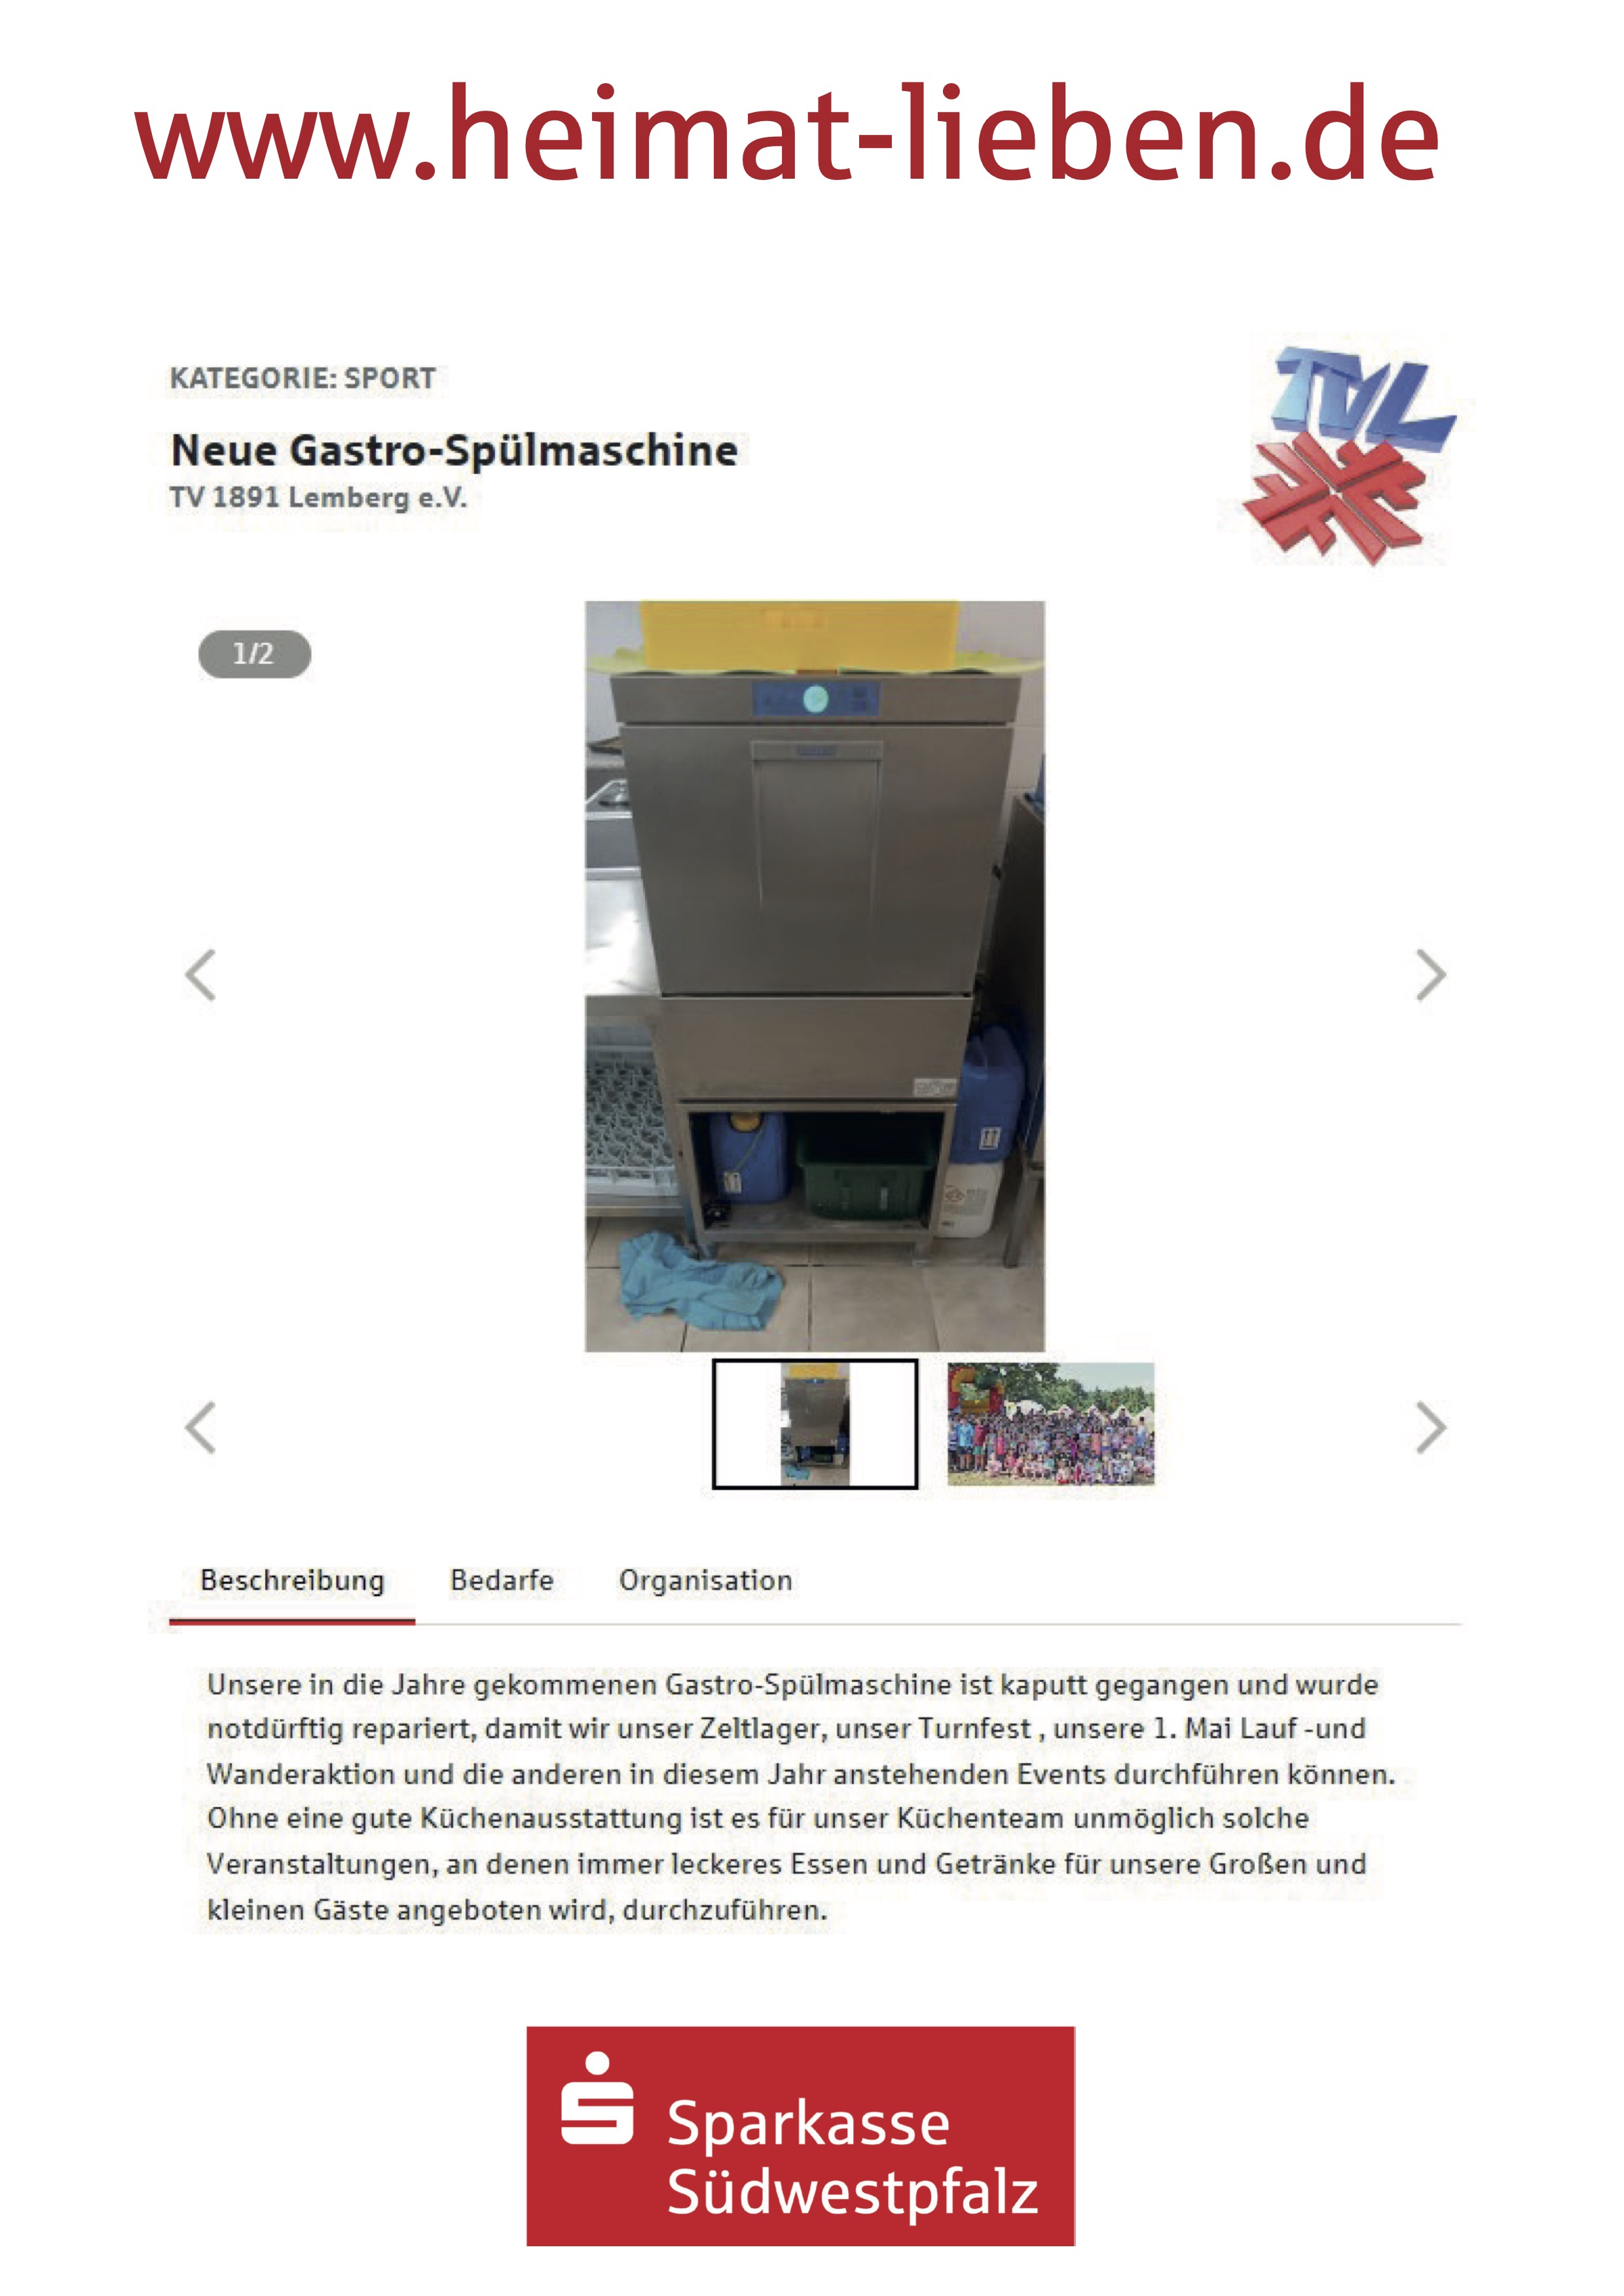 www.heimat-lieben.de
KATEGORIE: SPORT
Neue Gastro-Spülmaschine
TV 1891 Lemberg e.V.
TVL
1/2
Beschreibung Bedarfe Organisation
Unsere in die Jahre gekommenen Gastro-Spülmaschine ist kaputt gegangen und wurde
notdürftig repariert, damit wir unser Zeltlager, unser Turnfest , unsere 1. Mai Lauf -und
Wanderaktion und die anderen in diesem Jahr anstehenden Events durchführen können.
Ohne eine gute Küchenausstattung ist es für unser Küchenteam unmöglich solche
Veranstaltungen, an denen immer leckeres Essen und Getränke für unsere Großen und
kleinen Gäste angeboten wird, durchzuführen.
Sparkasse
Südwestpfalz